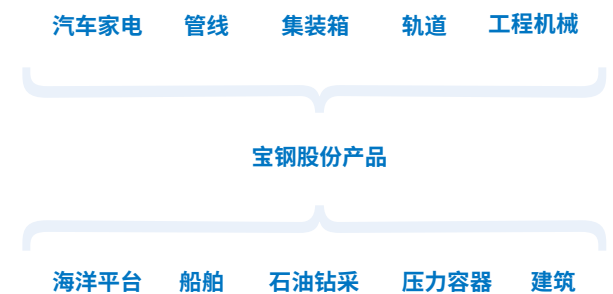 汽车家电 管线 集装箱 轨道 工程机械
宝钢股份产品
海洋平台 船舶 石油钻采 压力容器 建筑